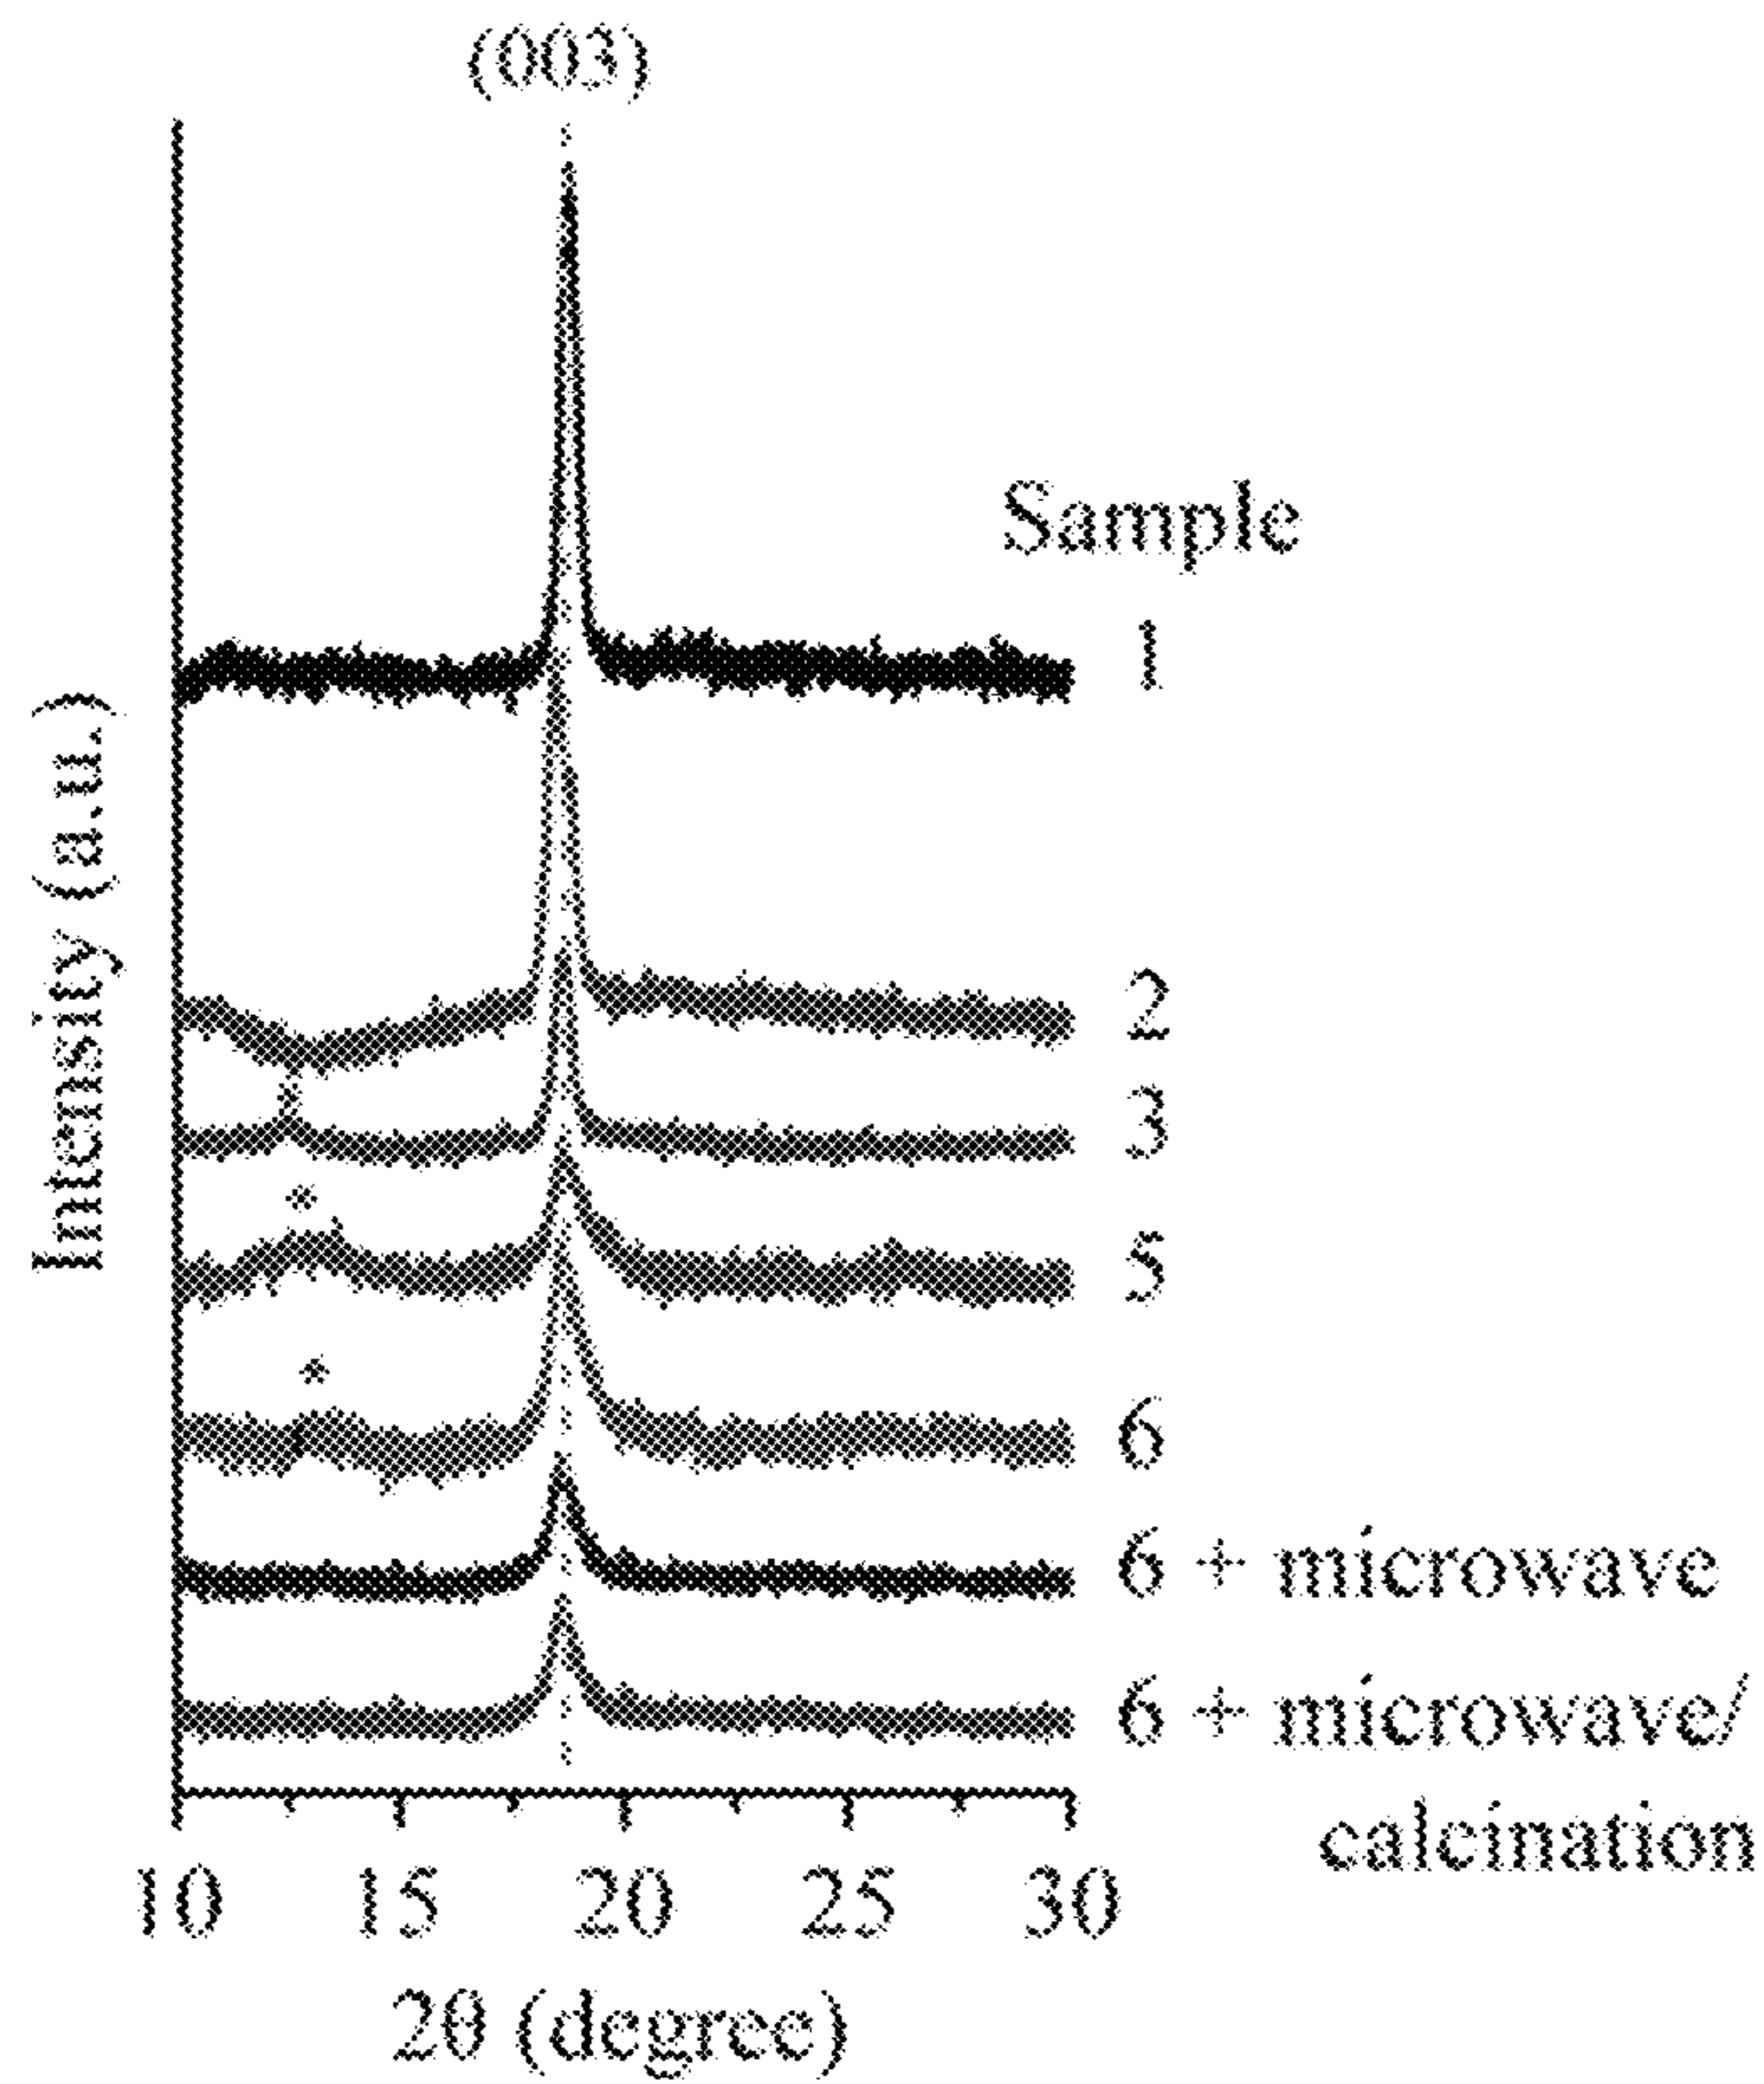 (003)
Sample
1
2
3
*
5
*
6
6 + microwave
6 + microwave/
calcination
Intensity (a.u.)
10 15 20 25 30
2θ (degree)